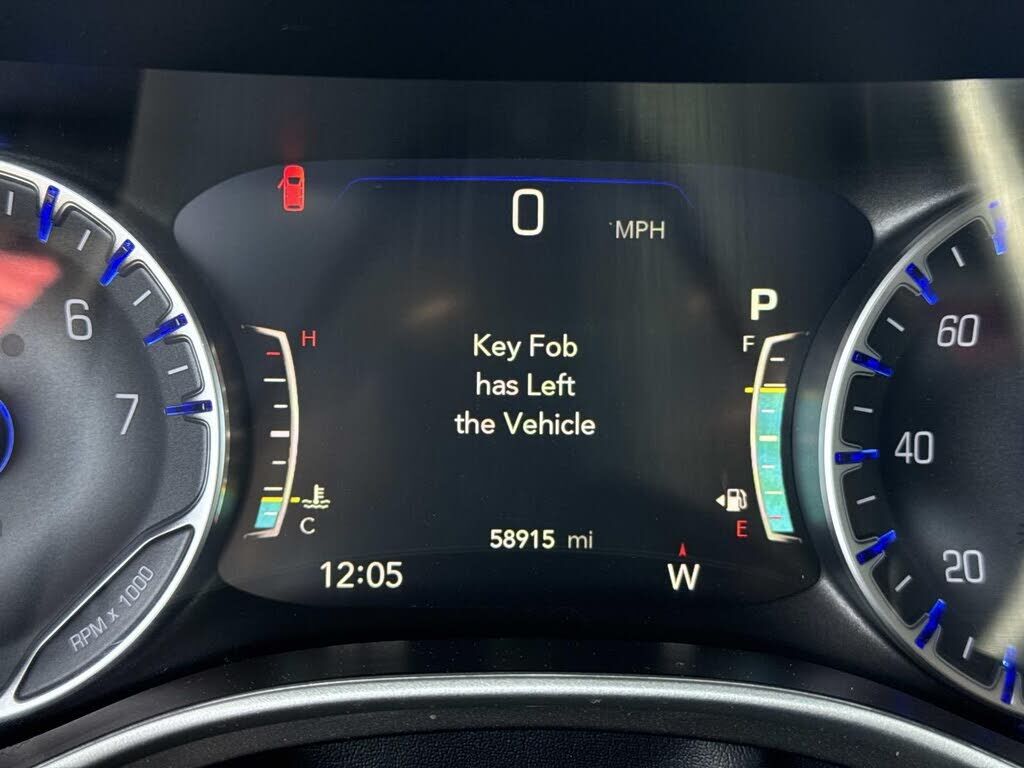 0 MPH
P
6
7
H
F
60
Key Fob
has Left
the Vehicle
40
C
E
58915 mi
12:05
W
20
RPM x 1000